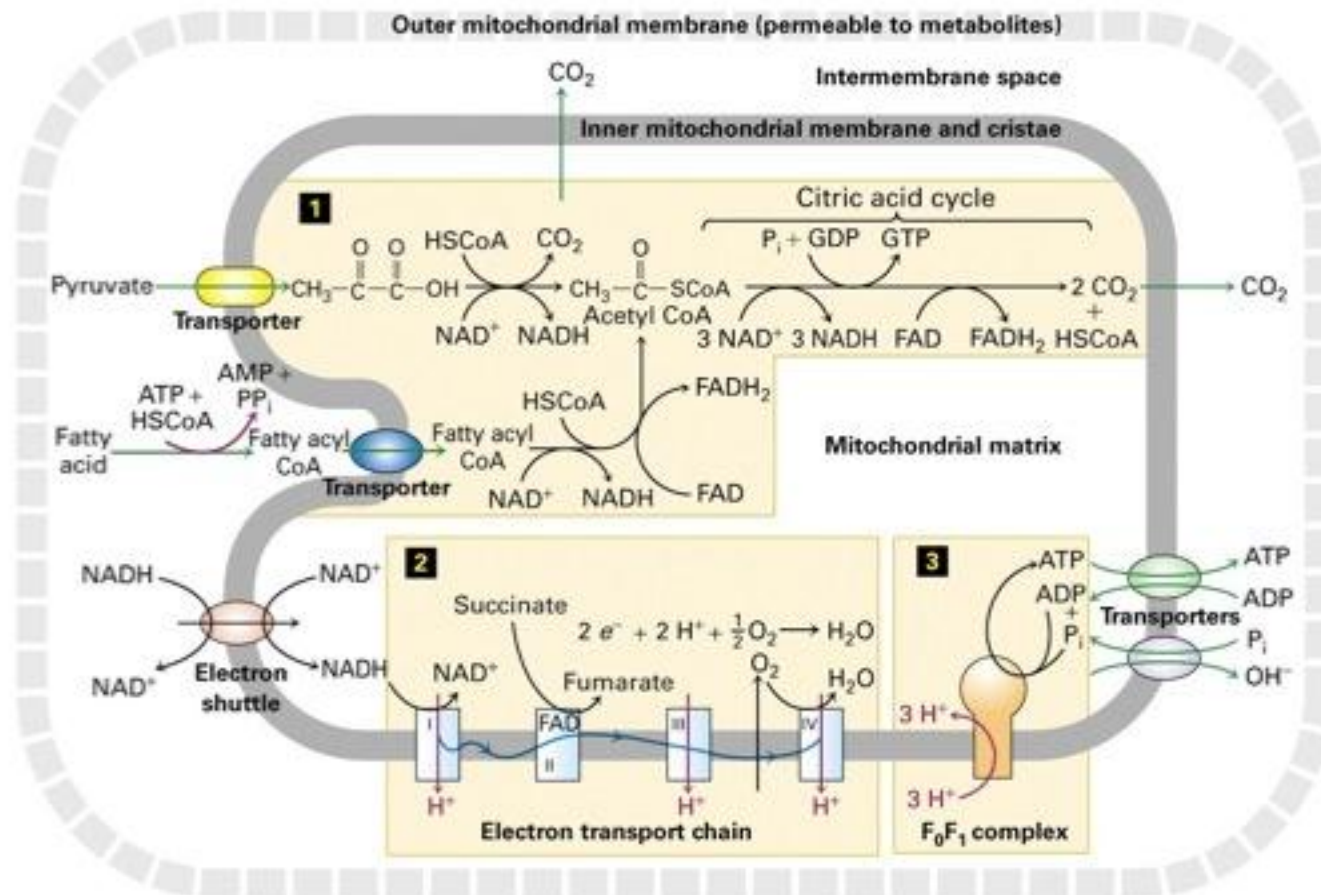 Outer mitochondrial membrane (permeable to metabolites)
CO₂
Intermembrane space
Inner mitochondrial membrane and cristae
1
Citric acid cycle
O O
HSCoA
CO₂
O
Pᵢ + GDP
GTP
Pyruvate
CH₃—C—C—OH
CH₃—C—SCoA
2 CO₂
CO₂
Transporter
Acetyl CoA
+
NAD⁺
NADH
3 NAD⁺
3 NADH
FAD
FADH₂
HSCoA
AMP +
PPᵢ
ATP +
HSCoA
HSCoA
FADH₂
Fatty
acid
Fatty acyl
CoA
Fatty acyl
CoA
Mitochondrial matrix
Transporter
NAD⁺
NADH
FAD
2
3
NADH
NAD⁺
ATP
ATP
Succinate
ADP
ADP
+
Transporters
2 e⁻ + 2 H⁺ + ½O₂ → H₂O
Pᵢ
Pᵢ
NAD⁺
Electron
shuttle
NADH
NAD⁺
O₂
H₂O
OH⁻
Fumarate
I
FAD
II
III
IV
3 H⁺
H⁺
H⁺
H⁺
3 H⁺
Electron transport chain
F₀F₁ complex